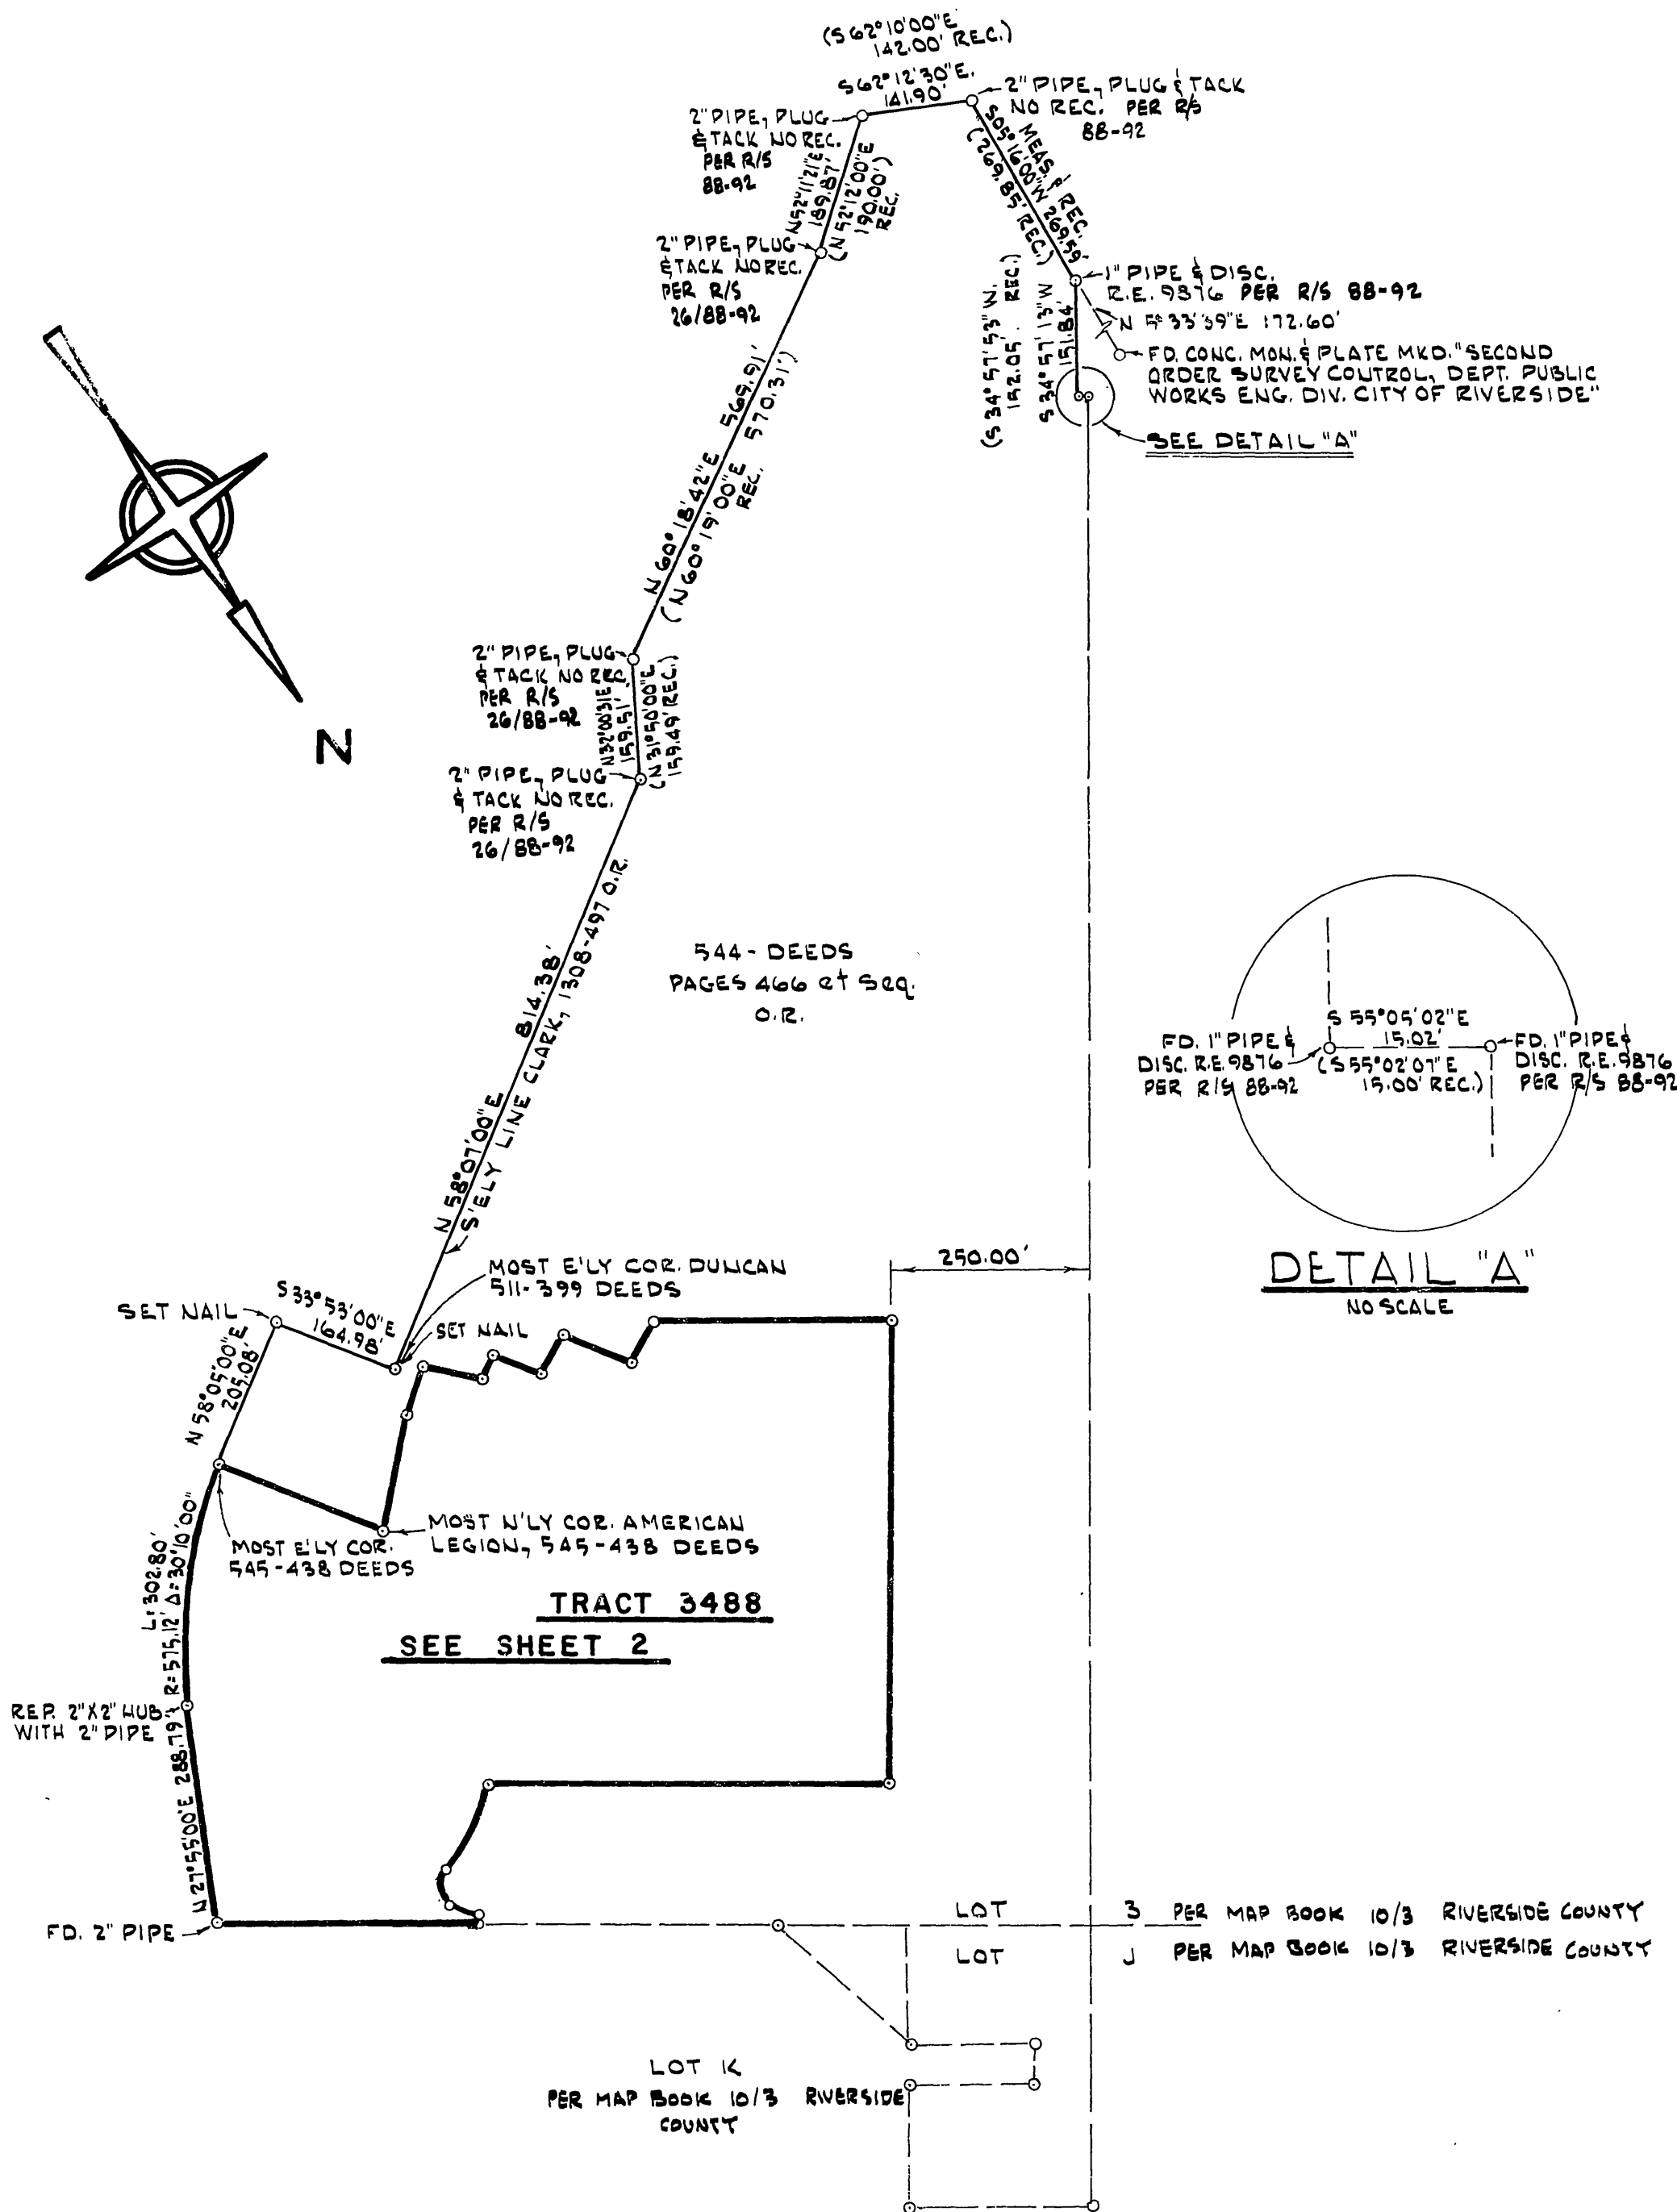 (S 62°10'00"E
142.00' REC.)
S62°12'30"E.
141.90'
2" PIPE, PLUG & TACK
NO REC. PER R/S
88-92
2" PIPE, PLUG
& TACK NO REC.
PER R/S
88-92
N52°11'21"E
189.87'
(N 52°12'00"E
190.00')
REC.
MEAS. & REC.
S05°16'00"W 269.59'
(269.85' REC.)
2" PIPE, PLUG
& TACK NO REC.
PER R/S
26/88-92
1" PIPE & DISC.
R.E. 9876 PER R/S 88-92
N 5°33'39"E 172.60'
FD. CONC. MON. & PLATE MKD. "SECOND
ORDER SURVEY CONTROL, DEPT. PUBLIC
WORKS ENG. DIV. CITY OF RIVERSIDE"
(S 34°57'53"W.
152.05'. REC.)
S 34°57'13"W
151.84'
SEE DETAIL "A"
N 60°18'42"E 569.91'
(N 60°19'00"E 570.31')
REC.
N
2" PIPE, PLUG
& TACK NO REC.
PER R/S
26/88-92
N32°00'31"E
159.51'
(N 31°50'00"E
159.49' REC.)
2" PIPE, PLUG
& TACK NO REC.
PER R/S
26/88-92
N 58°07'00"E 814.38'
S'ELY LINE CLARK, 1308-497 O.R.
544- DEEDS
PAGES 466 et Seq.
O.R.
S 55°05'02"E
15.02'
(S 55°02'07"E
15.00' REC.)
FD. 1" PIPE &
DISC. R.E. 9876
PER R/S 88-92
FD. 1" PIPE &
DISC. R.E. 9876
PER R/S 88-92
DETAIL "A"
NO SCALE
250.00'
MOST E'LY COR. DUNCAN
511-399 DEEDS
SET NAIL
S 33°53'00"E
164.98'
SET NAIL
N 58°05'00"E
205.08'
MOST E'LY COR.
545-438 DEEDS
MOST N'LY COR. AMERICAN
LEGION, 545-438 DEEDS
L=302.80'
R=575.12' Δ=30°10'00"
TRACT 3488
SEE SHEET 2
REP. 2"X2" HUB
WITH 2" PIPE
N 27°55'00"E 288.79'
FD. 2" PIPE
LOT 3 PER MAP BOOK 10/3 RIVERSIDE COUNTY
LOT J PER MAP BOOK 10/3 RIVERSIDE COUNTY
LOT K
PER MAP BOOK 10/3 RIVERSIDE
COUNTY